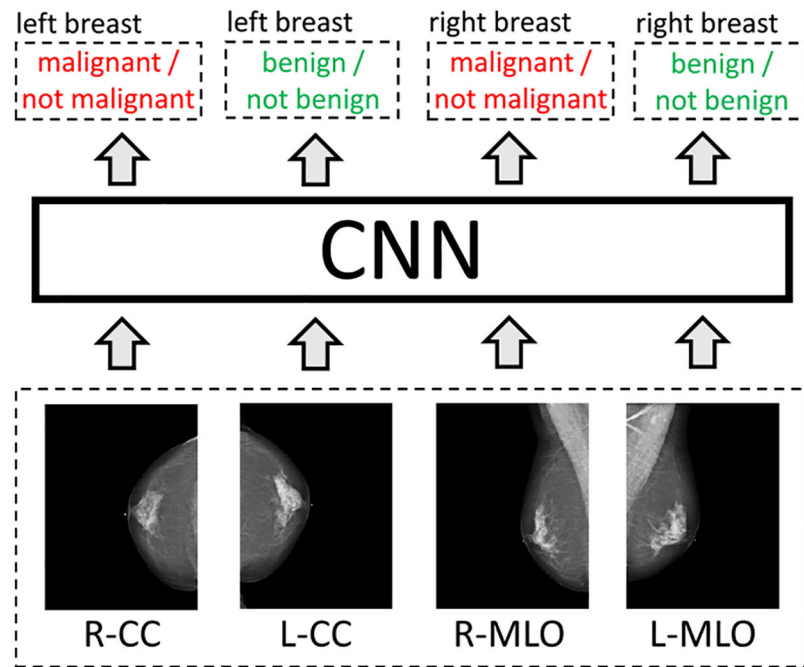 left breast left breast right breast right breast
malignant / benign / malignant / benign /
not malignant not benign not malignant not benign
CNN
R-CC L-CC R-MLO L-MLO